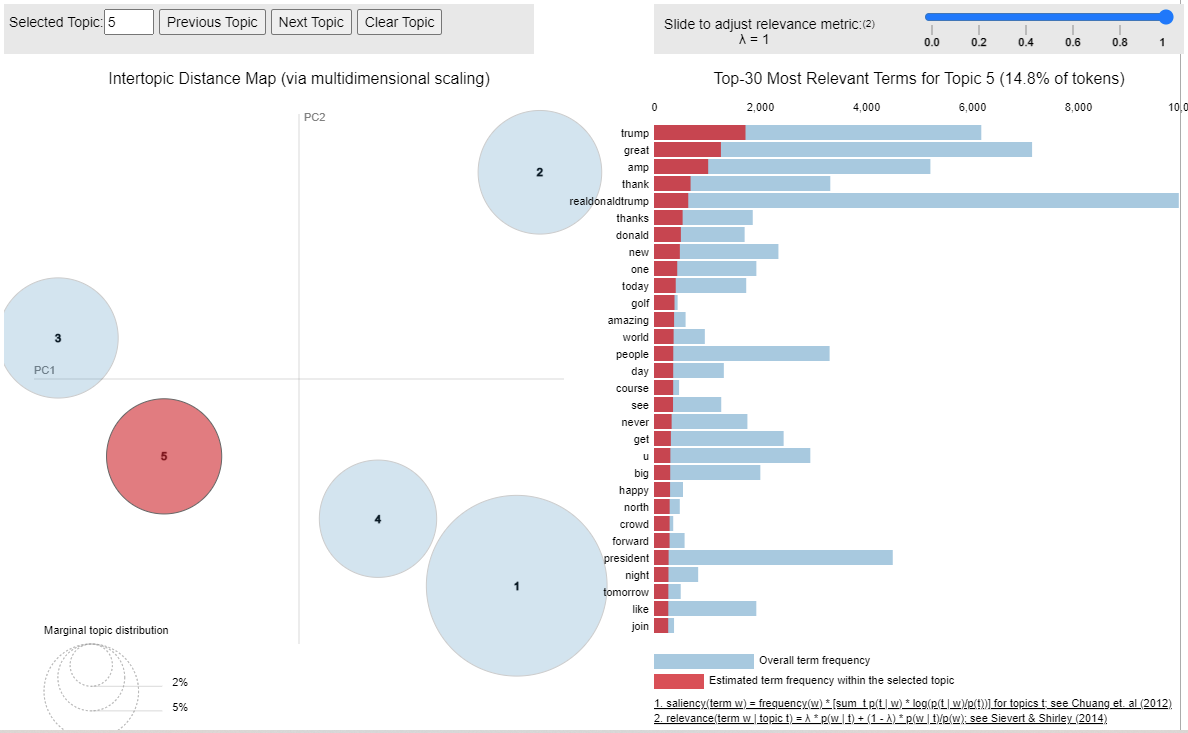 Selected Topic: 5 Previous Topic Next Topic Clear Topic
Slide to adjust relevance metric:(2)
λ = 1
0.0 0.2 0.4 0.6 0.8 1
Intertopic Distance Map (via multidimensional scaling)
PC2
2
3
PC1
5
4
1
Marginal topic distribution
2%
5%
Top-30 Most Relevant Terms for Topic 5 (14.8% of tokens)
0 2,000 4,000 6,000 8,000 10,0
trump
great
amp
thank
realdonaldtrump
thanks
donald
new
one
today
golf
amazing
world
people
day
course
see
never
get
u
big
happy
north
crowd
forward
president
night
tomorrow
like
join
Overall term frequency
Estimated term frequency within the selected topic
1. saliency(term w) = frequency(w) * [sum_t p(t | w) * log(p(t | w)/p(t))] for topics t; see Chuang et. al (2012)
2. relevance(term w | topic t) = λ * p(w | t) + (1 - λ) * p(w | t)/p(w); see Sievert & Shirley (2014)